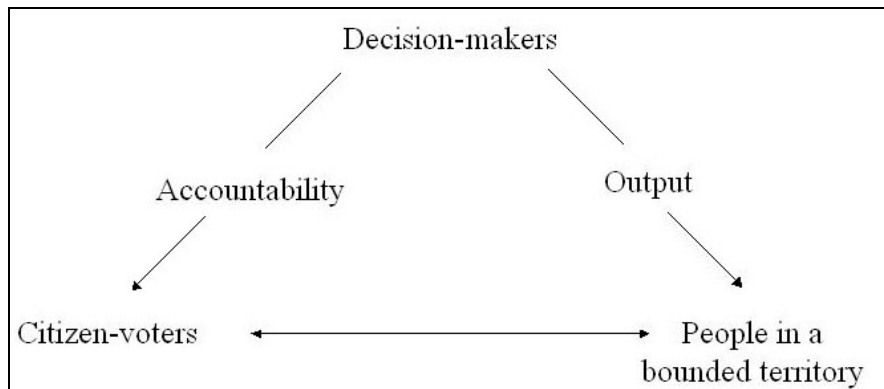 Decision-makers
Accountability
Output
Citizen-voters
People in a
bounded territory